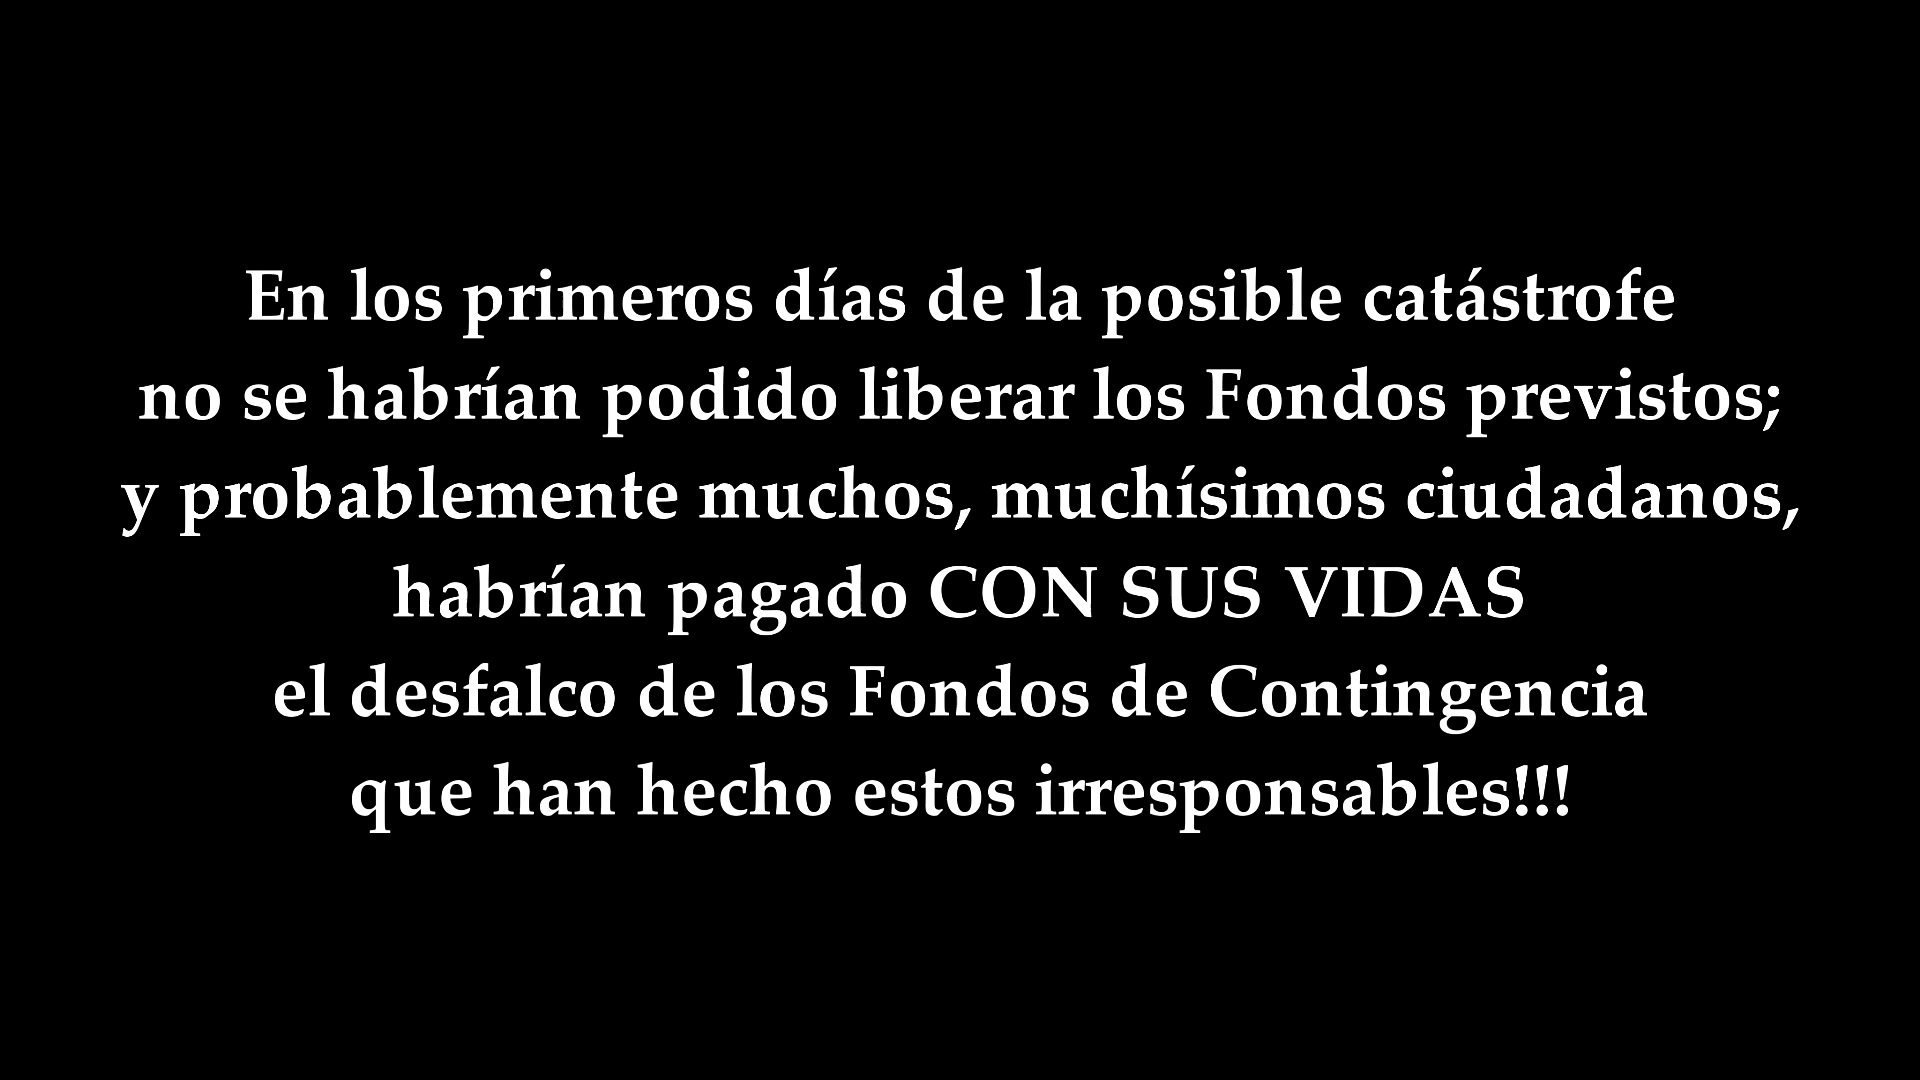 En los primeros días de la posible catástrofe
no se habrían podido liberar los Fondos previstos;
y probablemente muchos, muchísimos ciudadanos,
habrían pagado CON SUS VIDAS
el desfalco de los Fondos de Contingencia
que han hecho estos irresponsables!!!